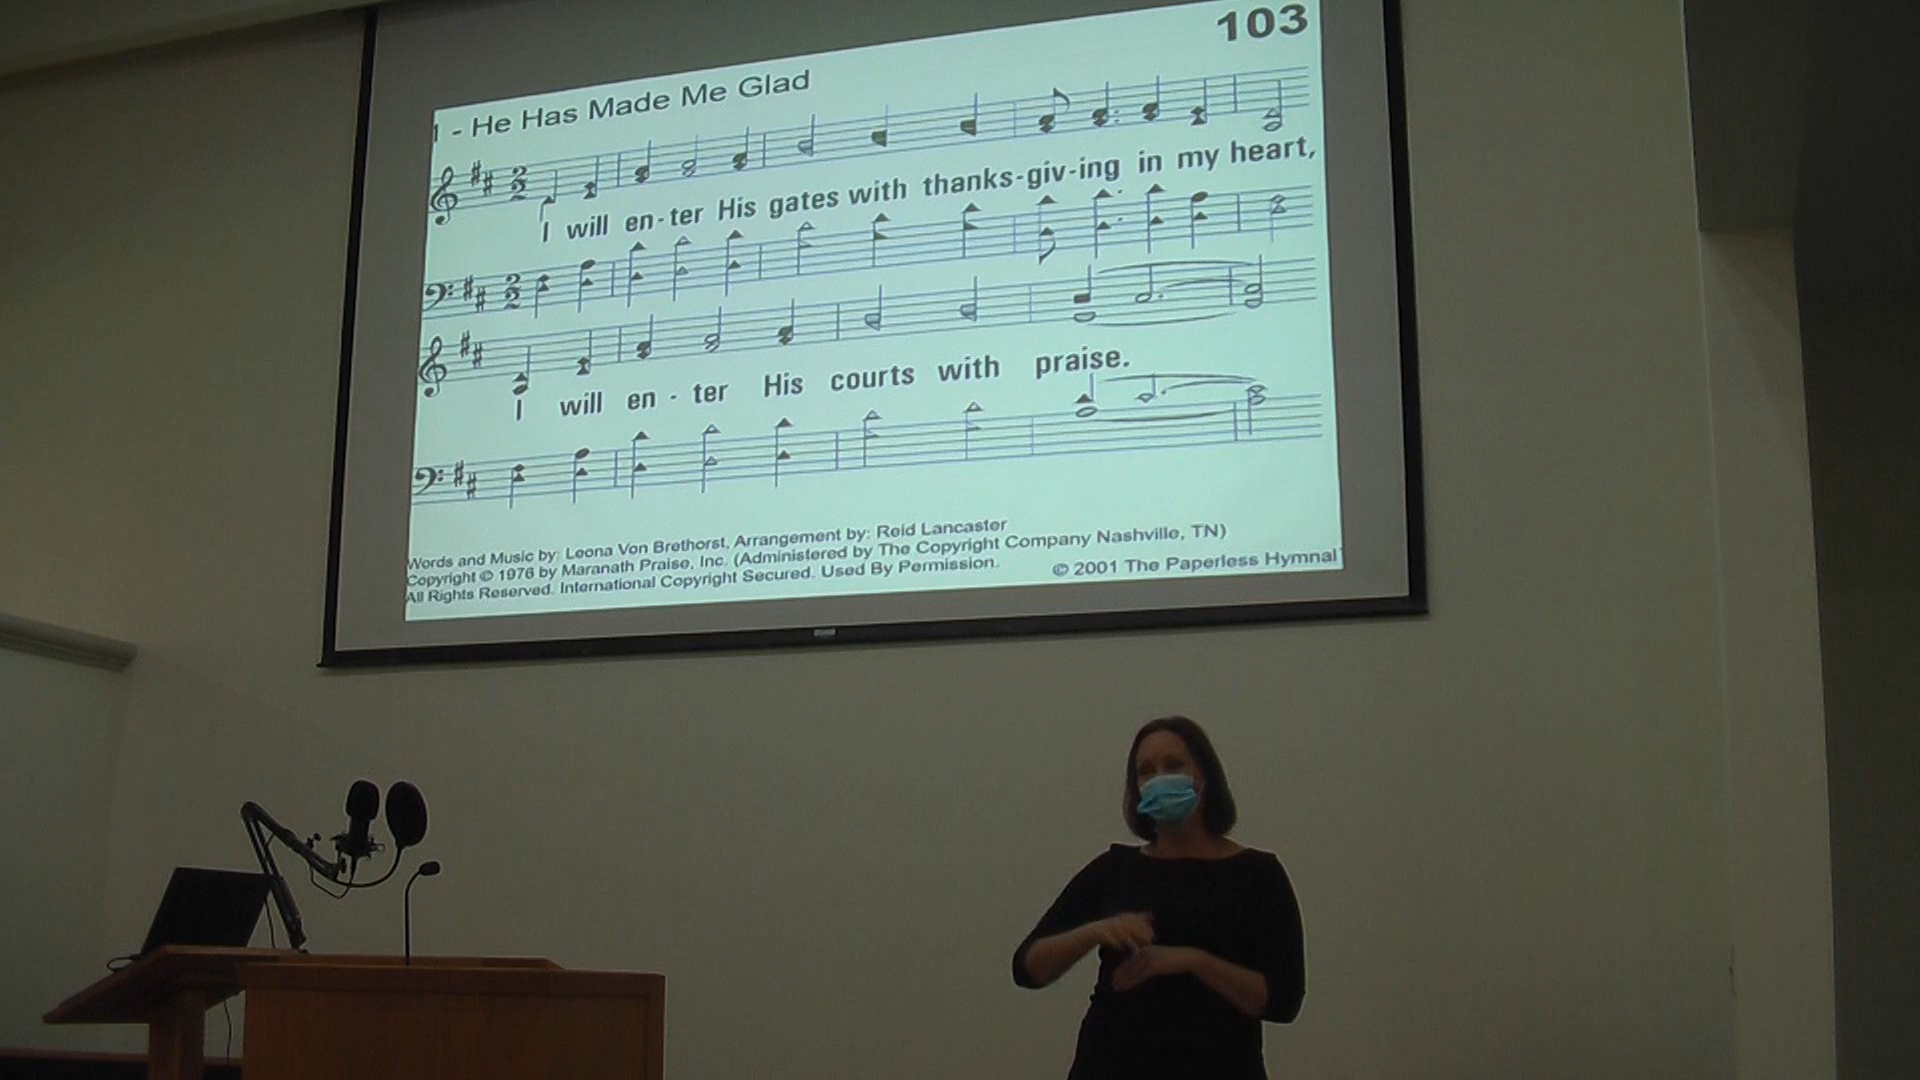 103
1 - He Has Made Me Glad
I will en-ter His gates with thanks-giv-ing in my heart,
I will en - ter His courts with praise.
Words and Music by: Leona Von Brethorst, Arrangement by: Reid Lancaster
Copyright © 1976 by Maranath Praise, Inc. (Administered by The Copyright Company Nashville, TN)
All Rights Reserved. International Copyright Secured. Used By Permission.
© 2001 The Paperless Hymnal